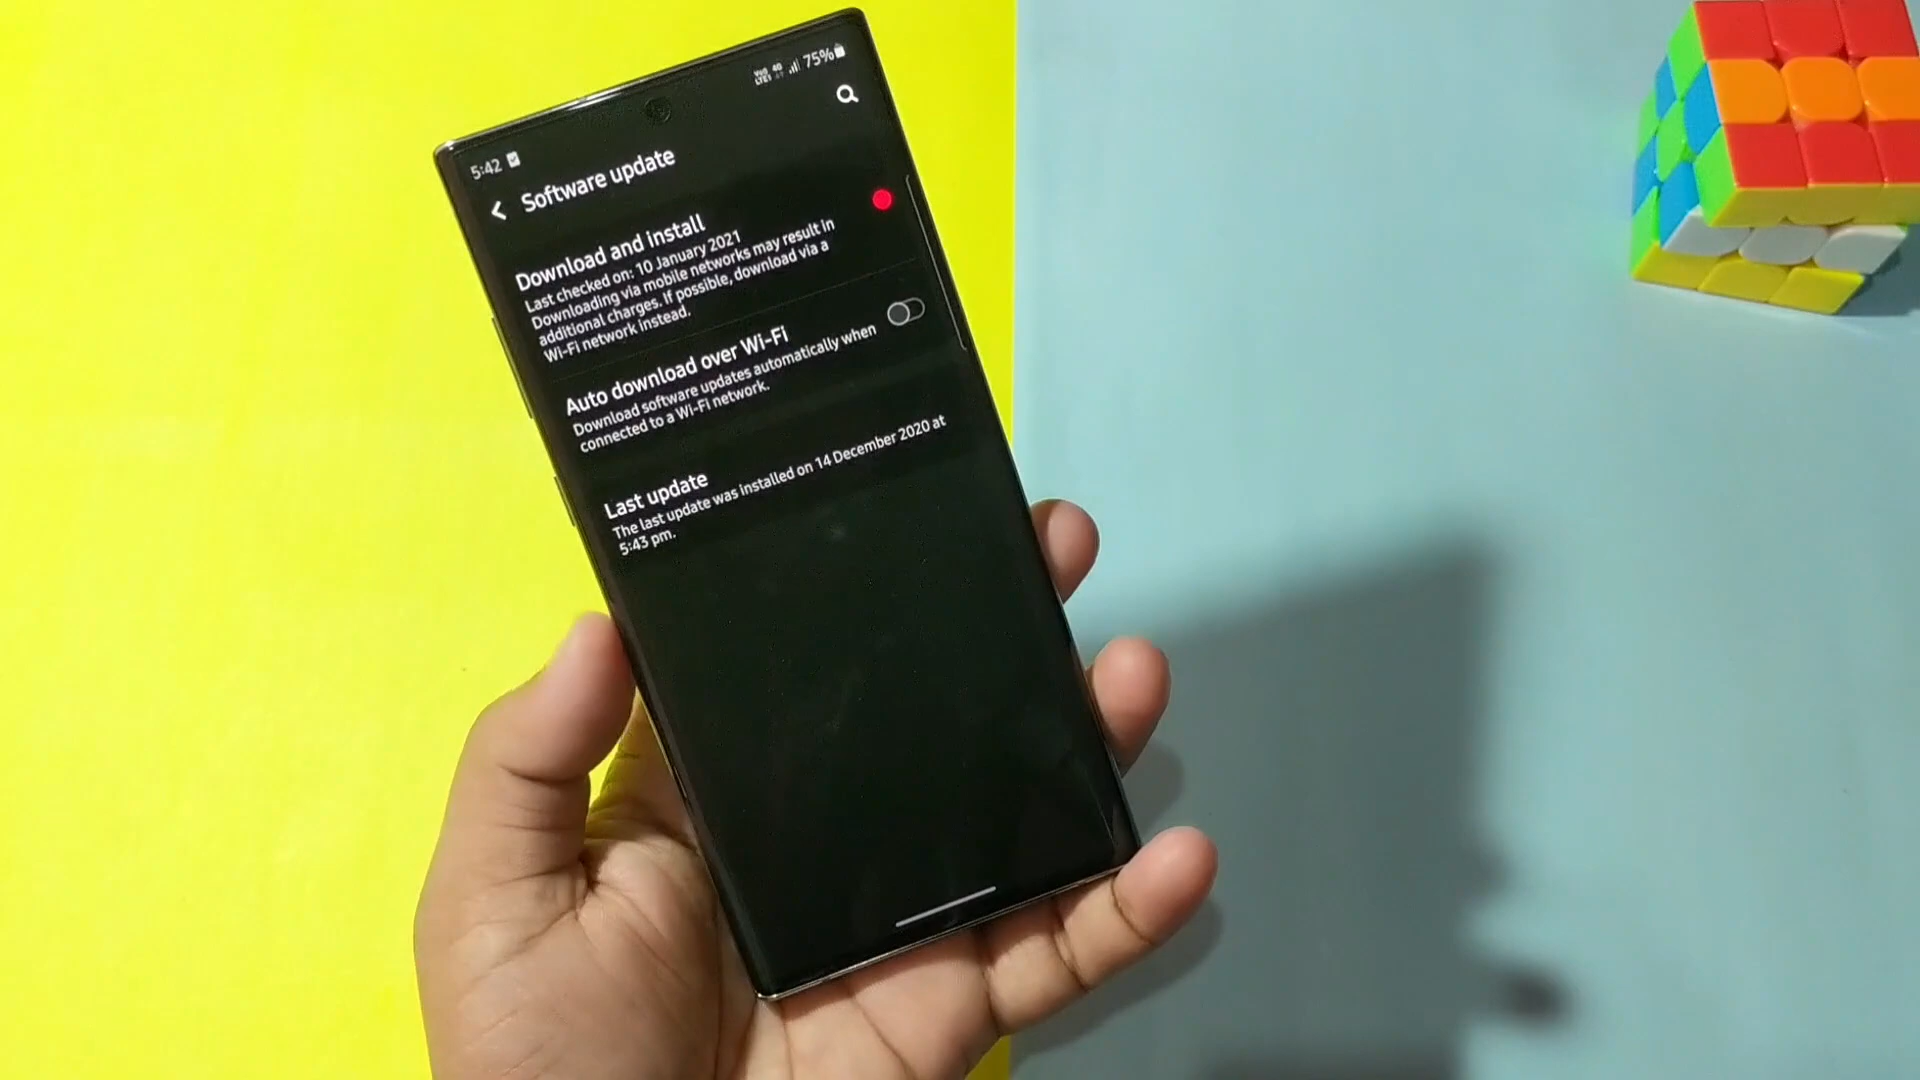 5:42
VoLTE1 4G 75%
Software update
Download and install
Last checked on: 10 January 2021
Downloading via mobile networks may result in
additional charges. If possible, download via a
Wi-Fi network instead.
Auto download over Wi-Fi
Download software updates automatically when
connected to a Wi-Fi network.
Last update
The last update was installed on 14 December 2020 at
5:43 pm.